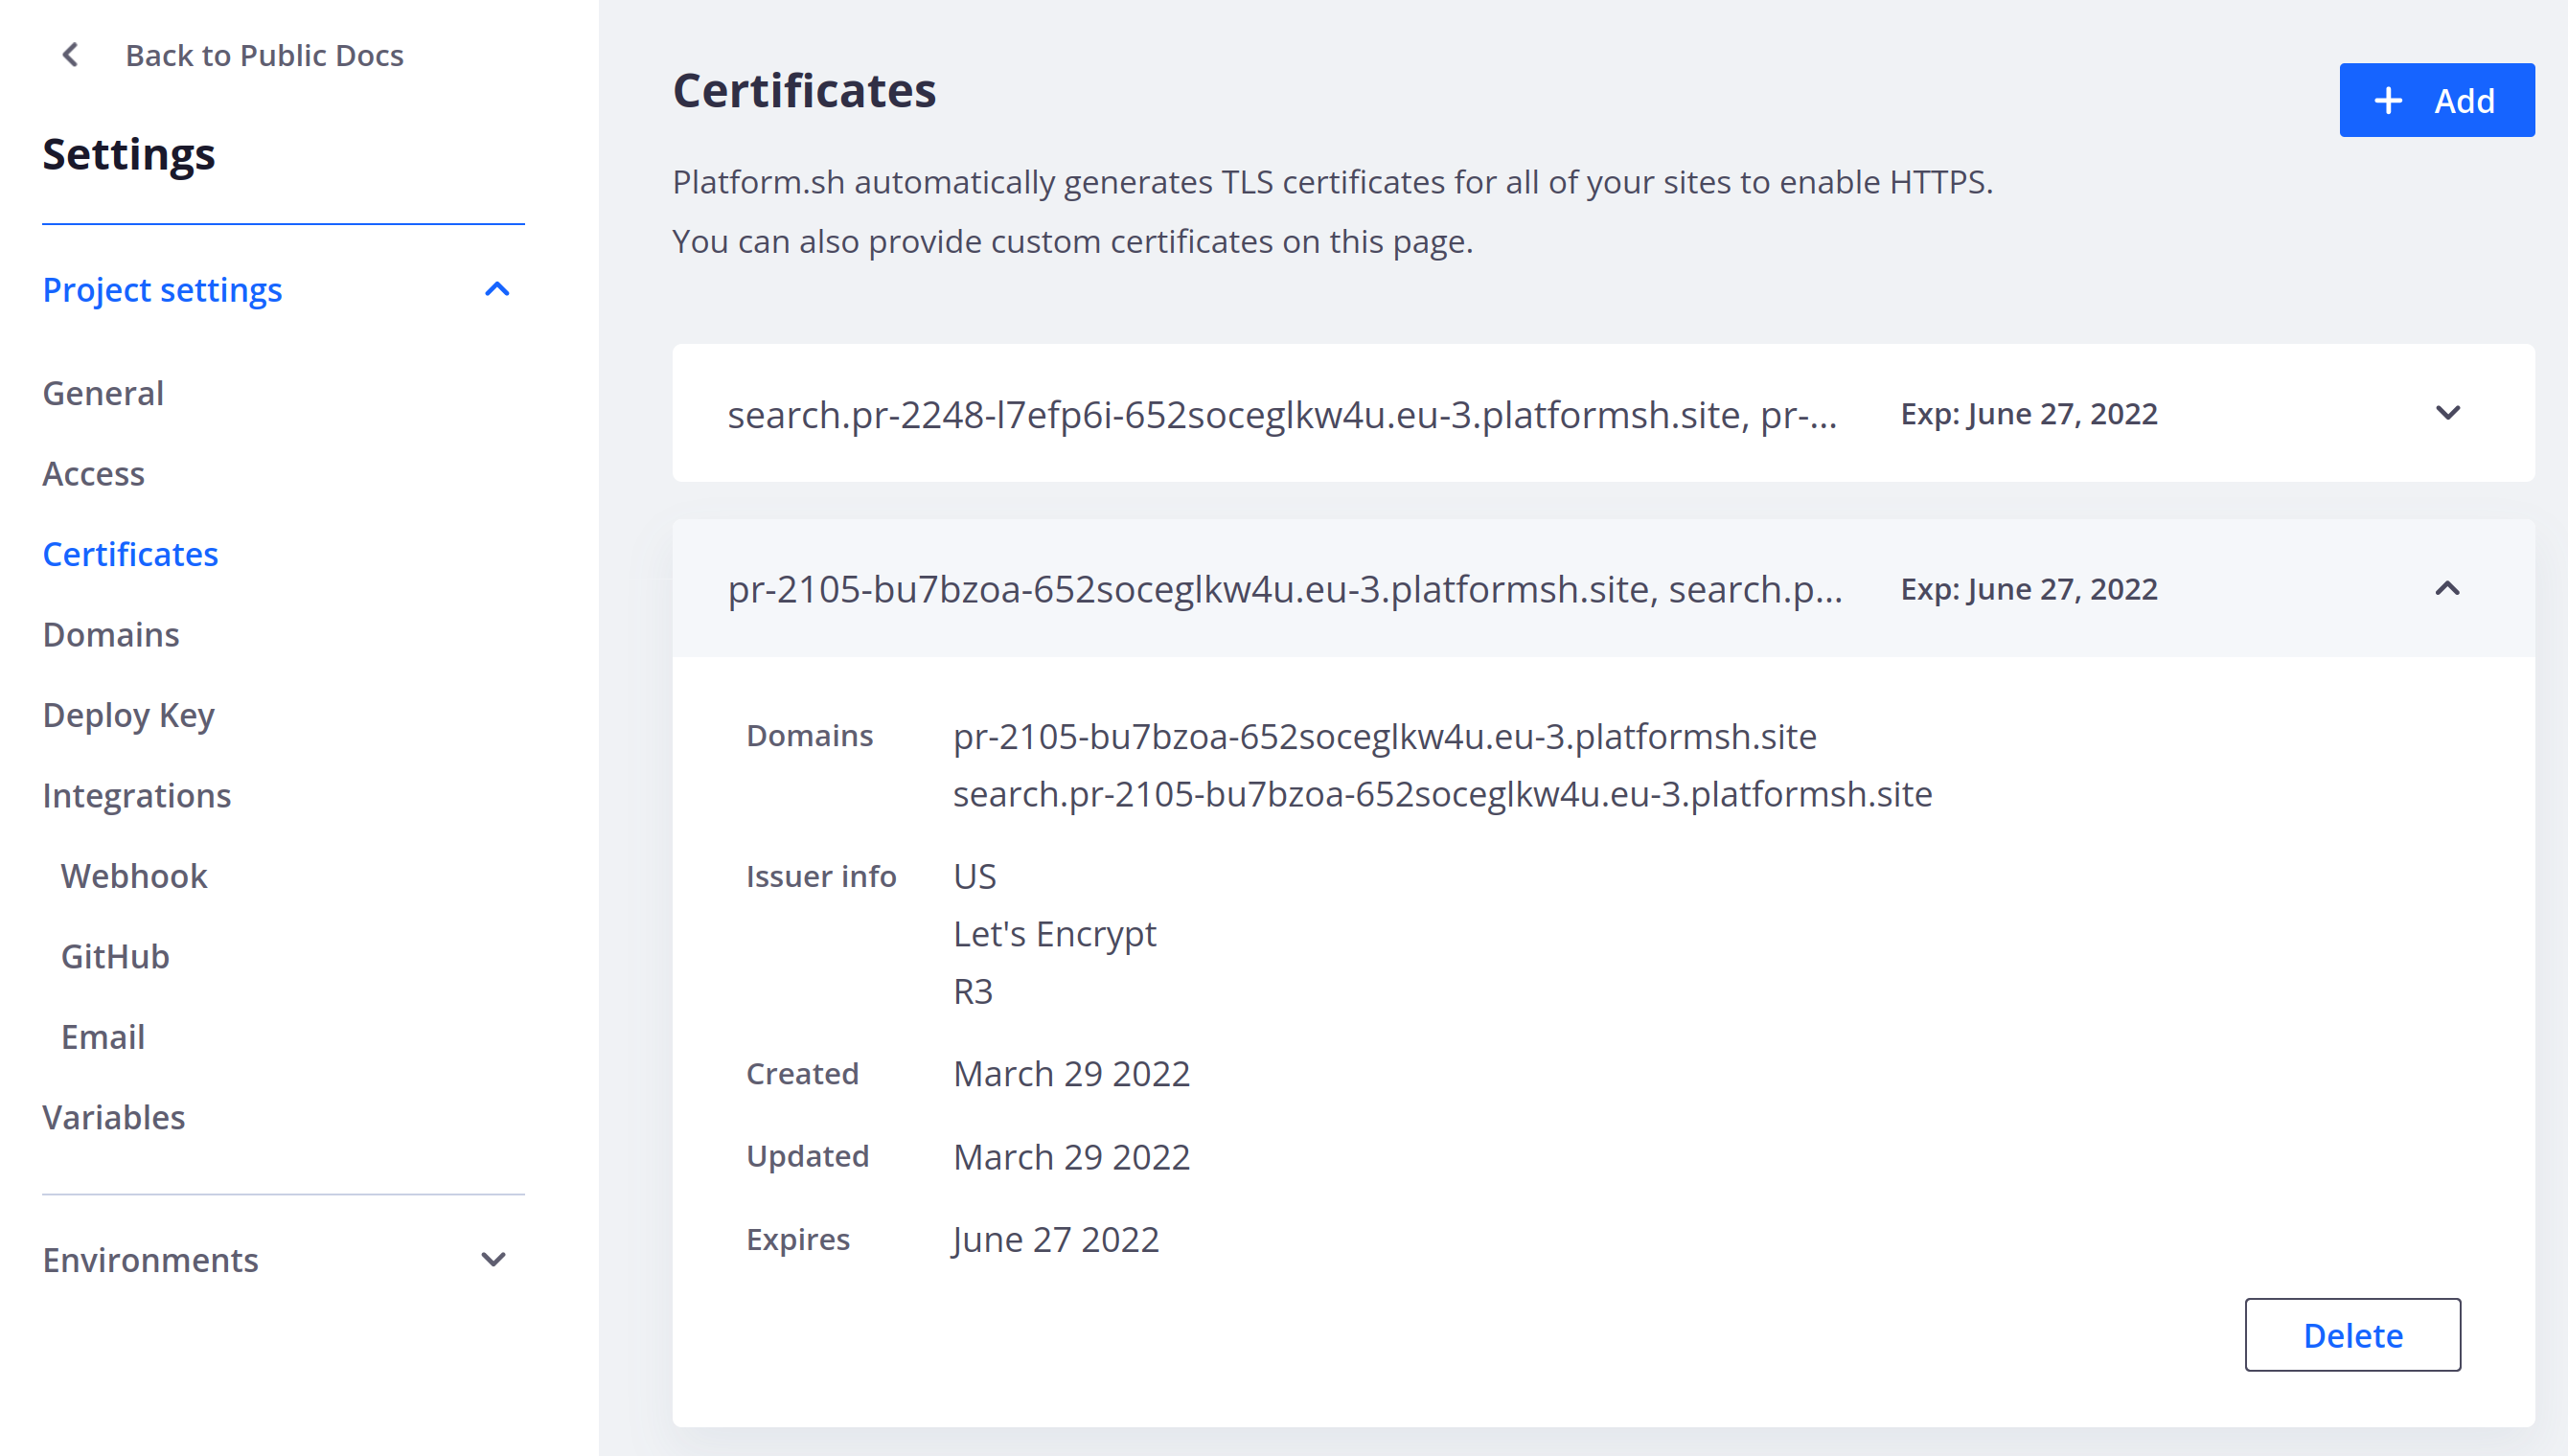 Back to Public Docs
Settings
Project settings
General
Access
Certificates
Domains
Deploy Key
Integrations
Webhook
GitHub
Email
Variables
Environments
Certificates
Add
Platform.sh automatically generates TLS certificates for all of your sites to enable HTTPS.
You can also provide custom certificates on this page.
search.pr-2248-l7efp6i-652soceglkw4u.eu-3.platformsh.site, pr-... Exp: June 27, 2022
pr-2105-bu7bzoa-652soceglkw4u.eu-3.platformsh.site, search.p... Exp: June 27, 2022
Domains pr-2105-bu7bzoa-652soceglkw4u.eu-3.platformsh.site
search.pr-2105-bu7bzoa-652soceglkw4u.eu-3.platformsh.site
Issuer info US
Let's Encrypt
R3
Created March 29 2022
Updated March 29 2022
Expires June 27 2022
Delete